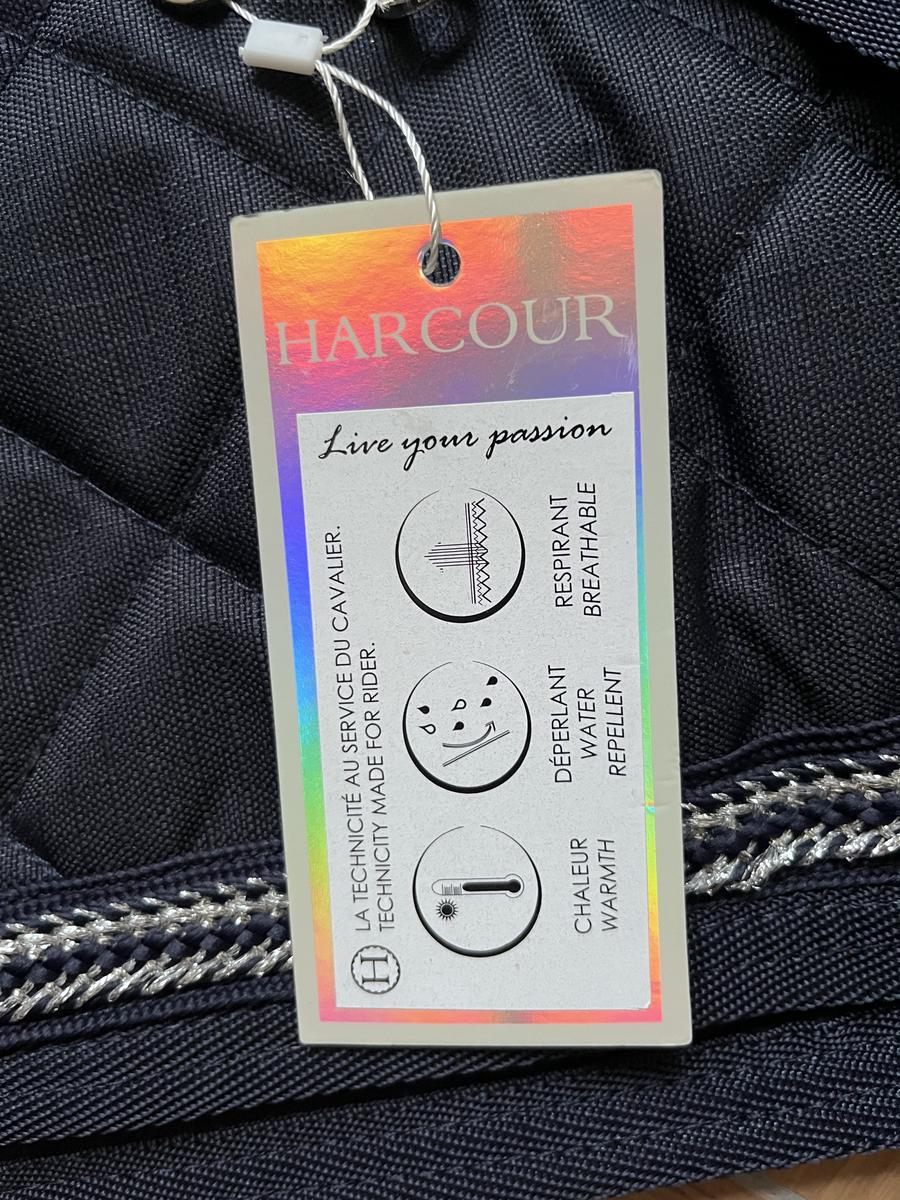 HARCOUR
Live your passion
H
LA TECHNICITÉ AU SERVICE DU CAVALIER.
TECHNICITY MADE FOR RIDER.
CHALEUR
WARMTH
DÉPERLANT
WATER
REPELLENT
RESPIRANT
BREATHABLE